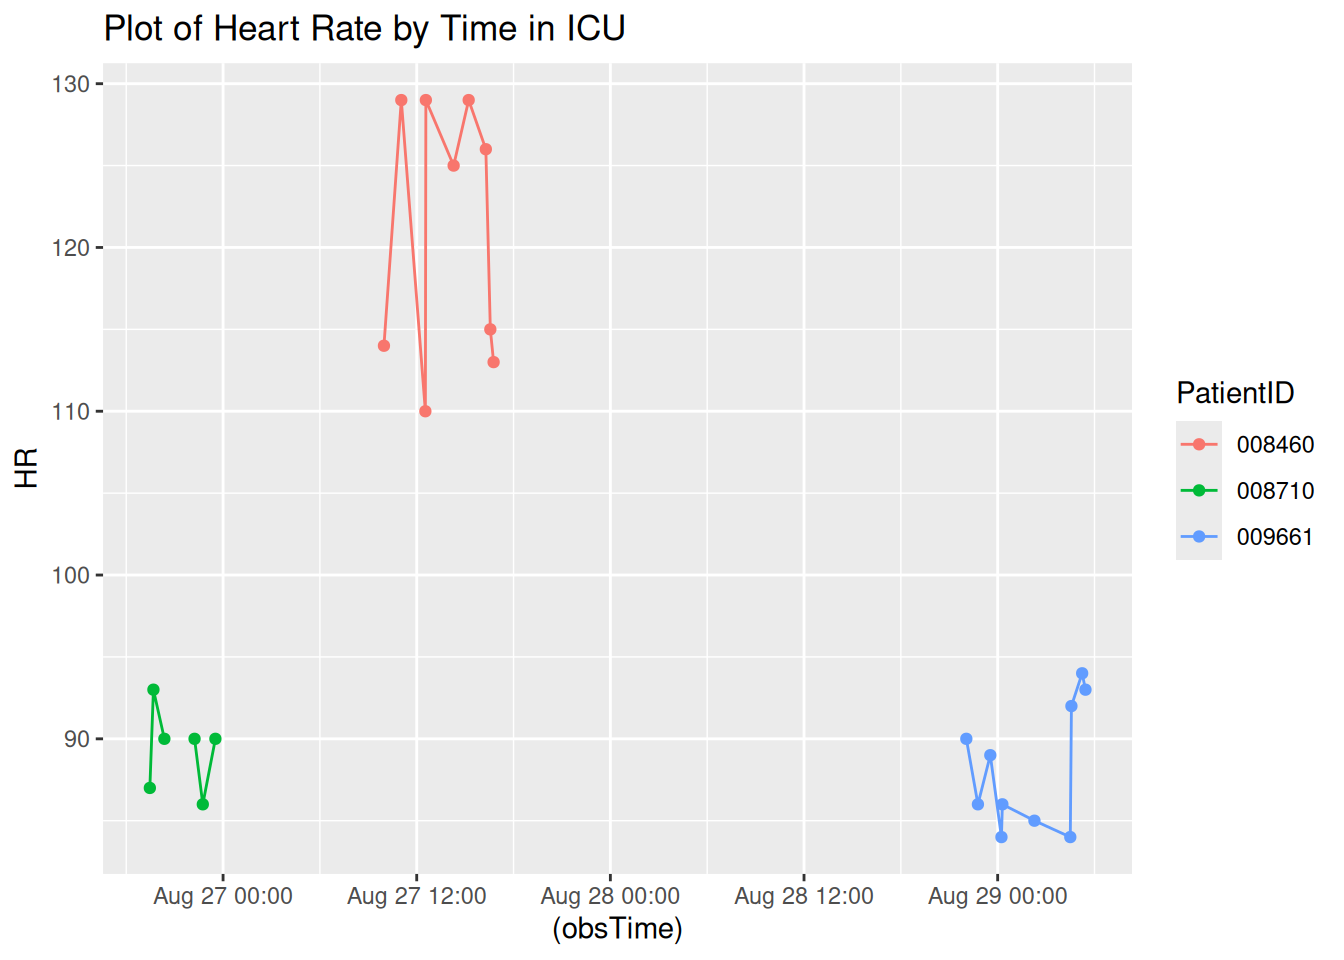 Plot of Heart Rate by Time in ICU
130
120
110
100
90
HR
Aug 27 00:00
Aug 27 12:00
Aug 28 00:00
Aug 28 12:00
Aug 29 00:00
(obsTime)
PatientID
008460
008710
009661